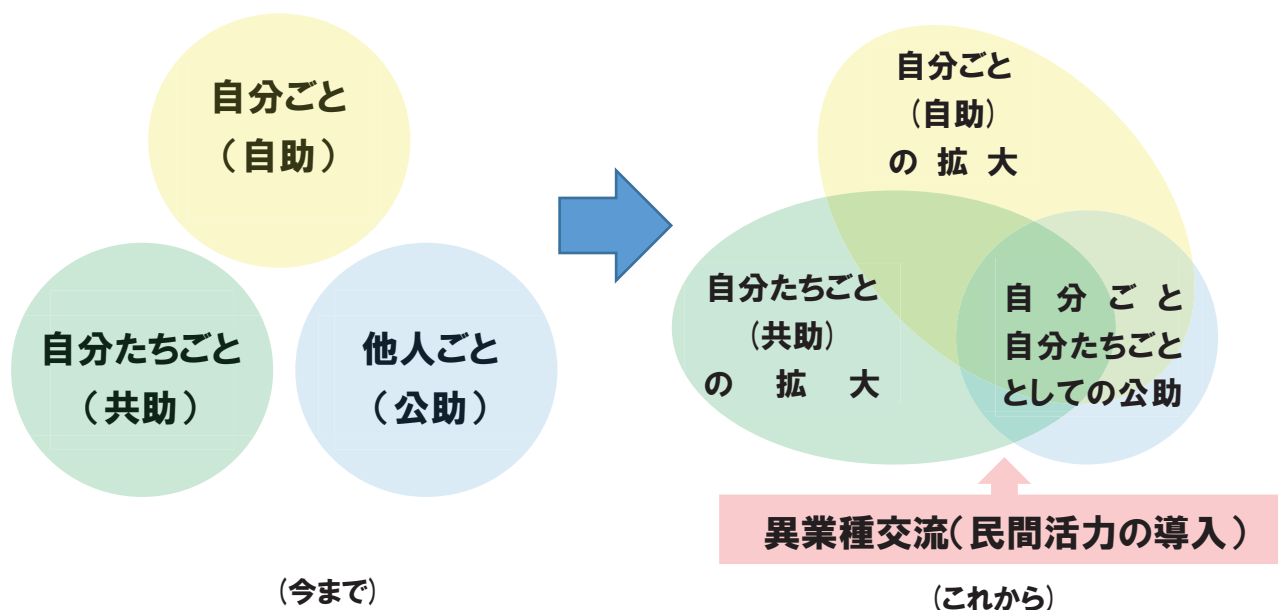 自分ごと
（自助）
自分たちごと
（共助）
他人ごと
（公助）
（今まで）
自分ごと
（自助）
の拡大
自分たちごと
（共助）
の拡大
自分ごと
自分たちごと
としての公助
異業種交流（民間活力の導入）
（これから）